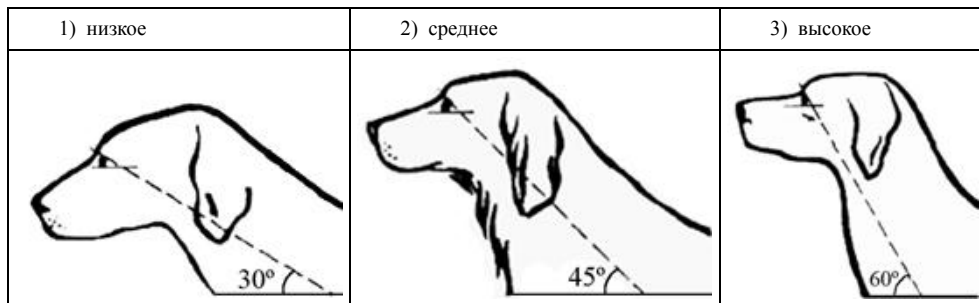 1) низкое
2) среднее
3) высокое
30º
45º
60º